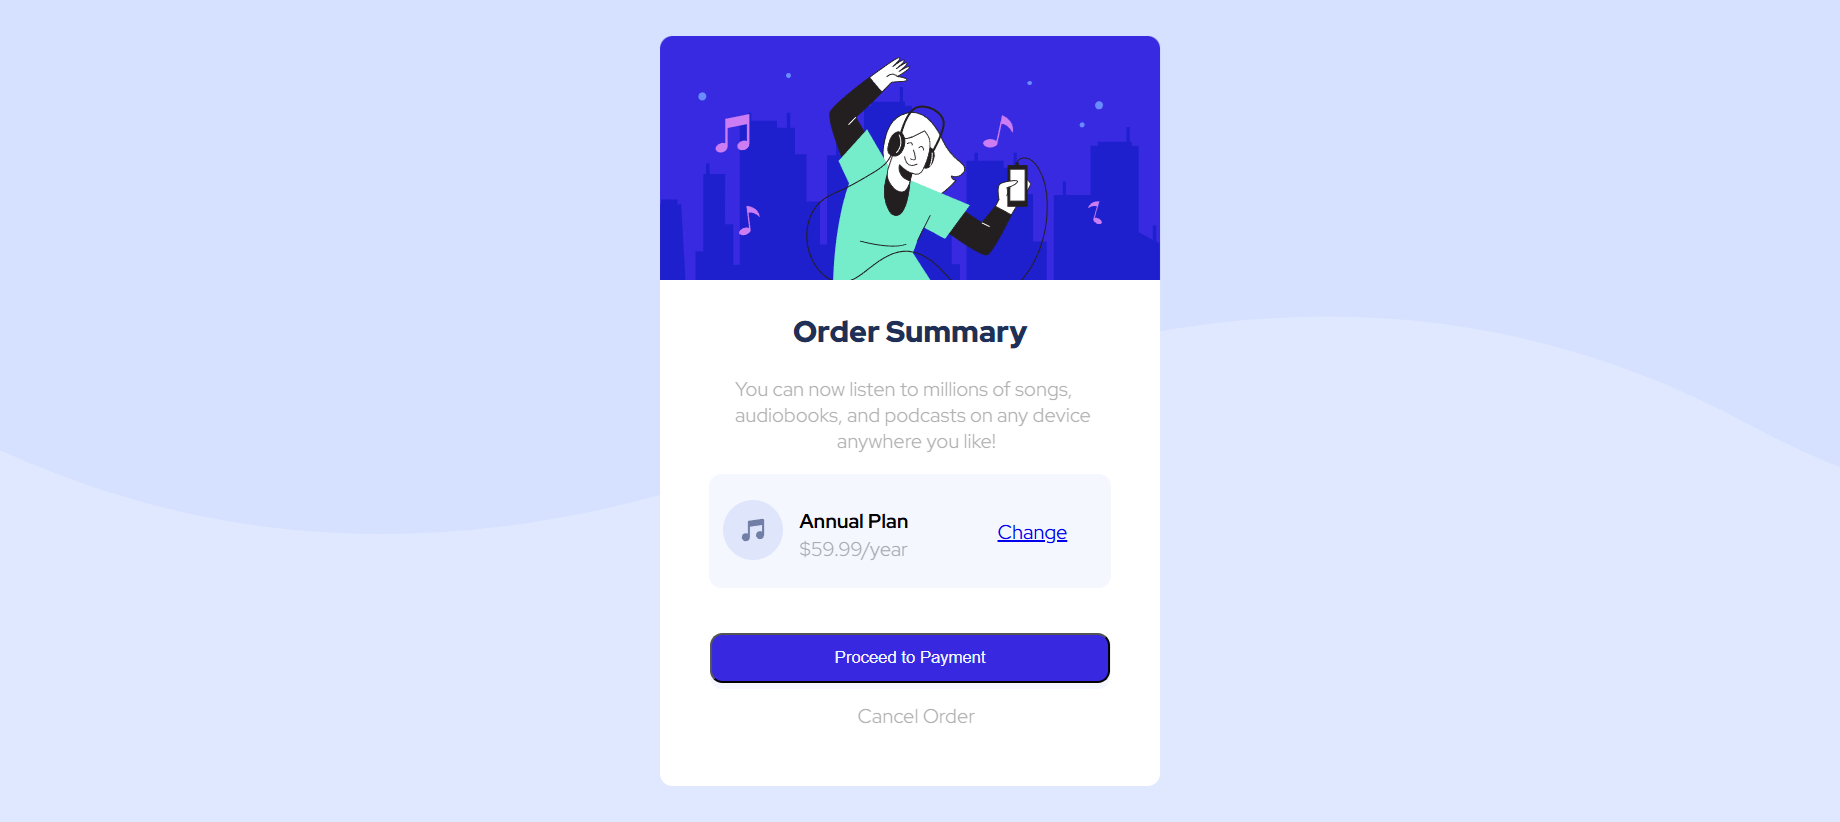 Order Summary
You can now listen to millions of songs,
audiobooks, and podcasts on any device
anywhere you like!
Annual Plan
$59.99/year
Change
Proceed to Payment
Cancel Order